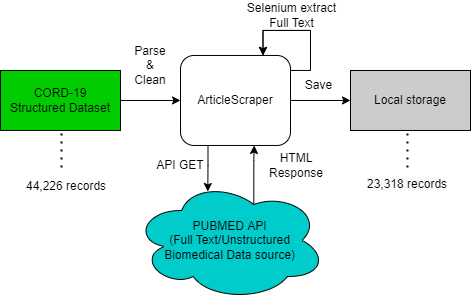 Selenium extract
Full Text
Parse
&
Clean
CORD-19
Structured Dataset
ArticleScraper
Save
Local storage
API GET
HTML
Response
44,226 records
23,318 records
PUBMED API
(Full Text/Unstructured
Biomedical Data source)